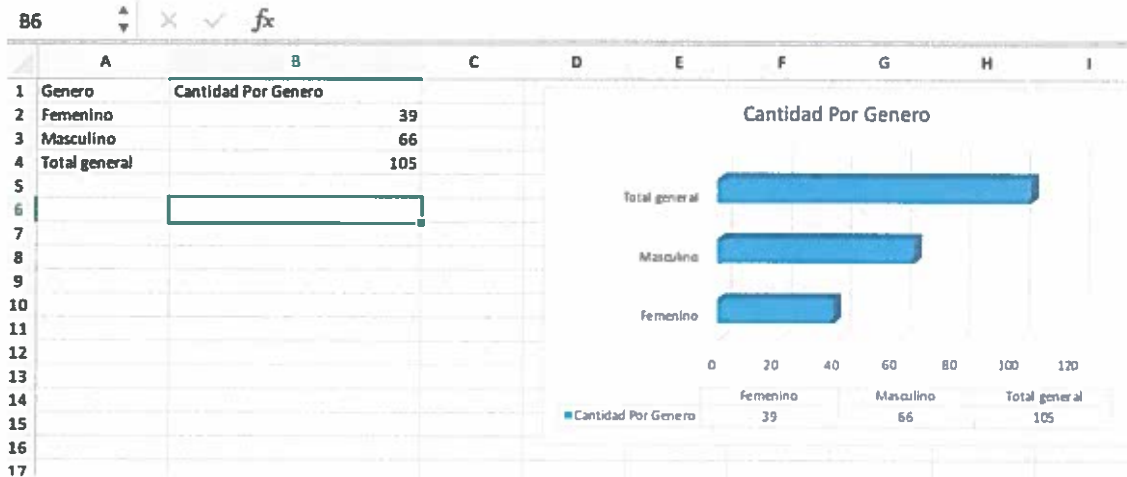 B6 fx
A B C D E F G H I
1 Genero Cantidad Por Genero
2 Femenino 39
3 Masculino 66
4 Total general 105
5
6
7
8
9
10
11
12
13
14
15
16
17
Cantidad Por Genero
Total general
Masculino
Femenino
0 20 40 60 80 100 120
Femenino Masculino Total general
Cantidad Por Genero 39 66 105